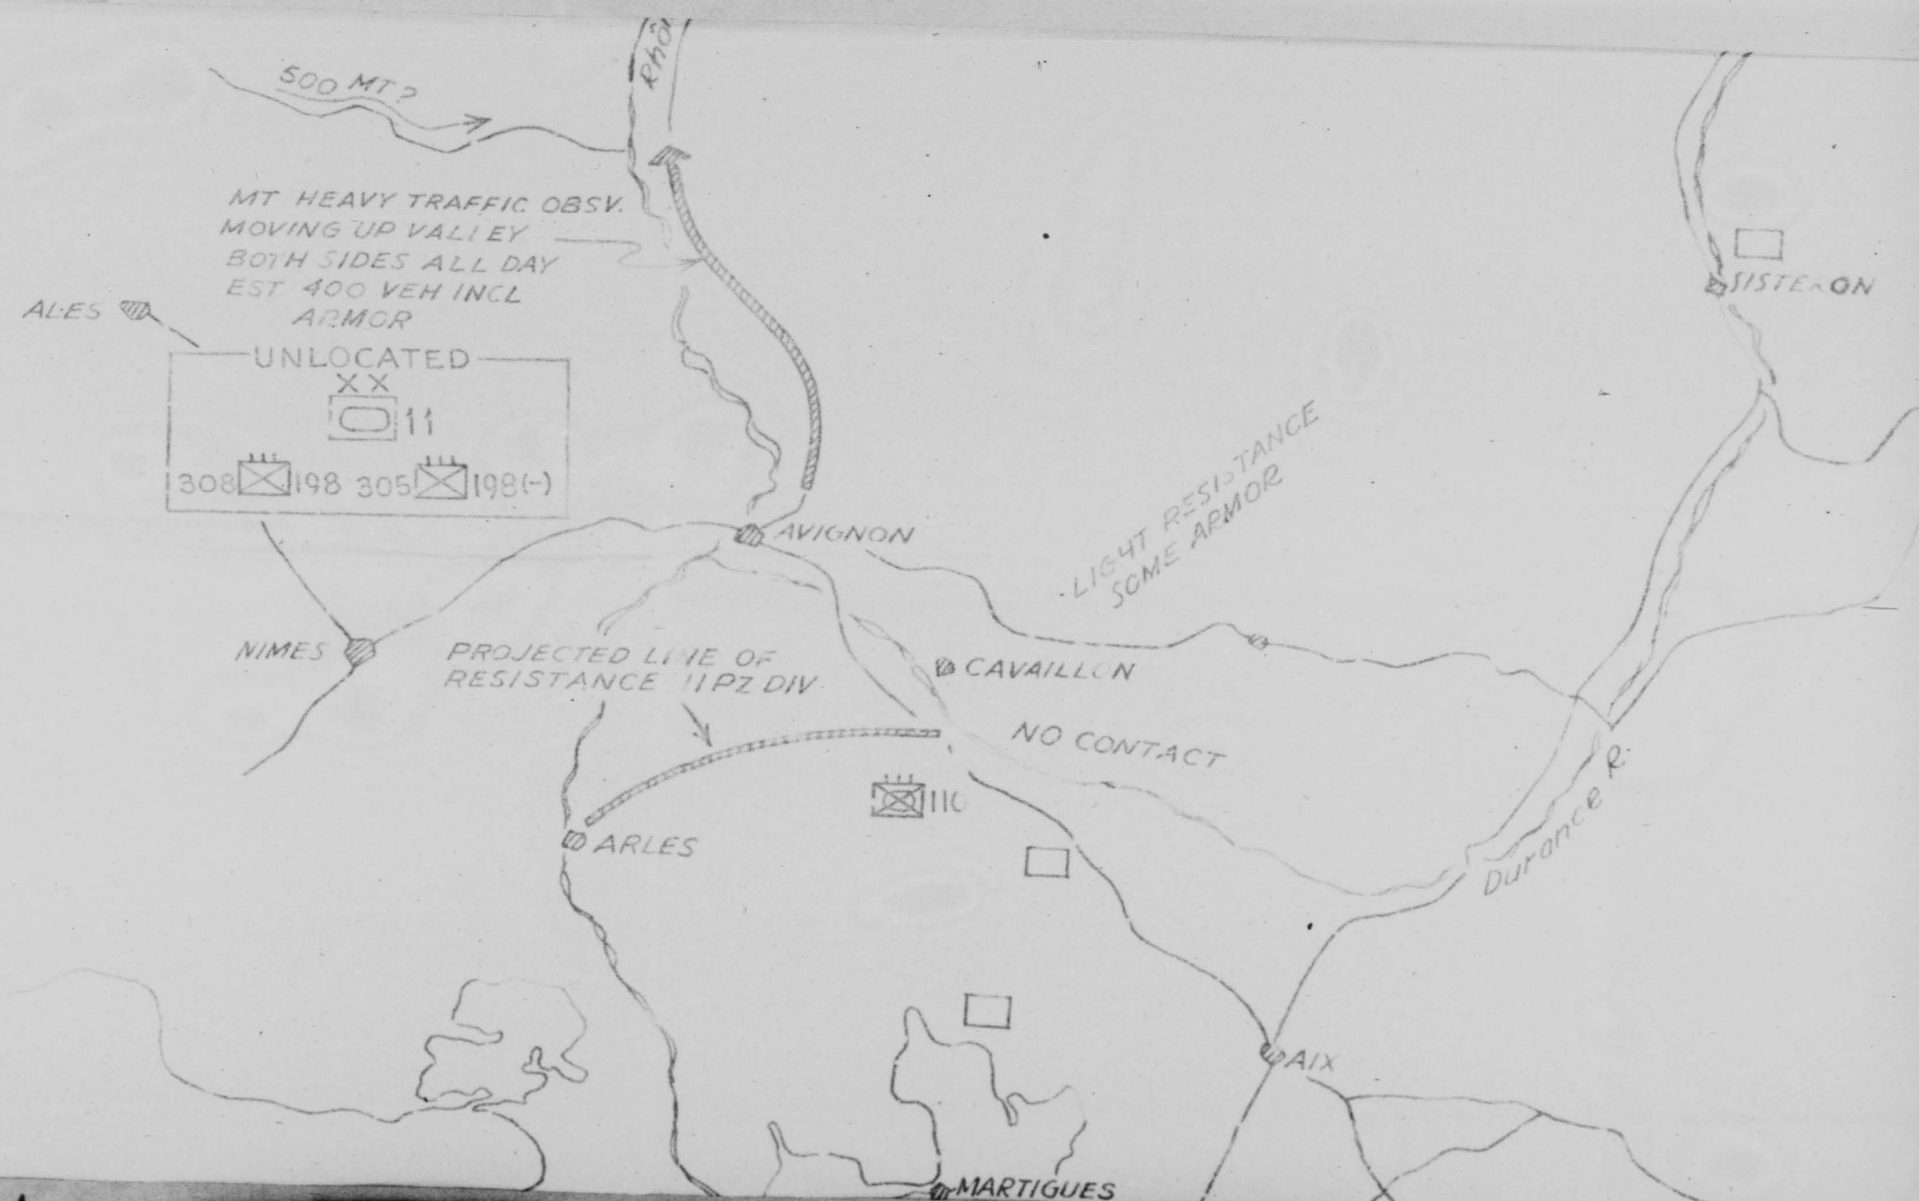 500 MT?
MT HEAVY TRAFFIC OBSV.
MOVING UP VALLEY
BOTH SIDES ALL DAY
EST 400 VEH INCL
ARMOR
SISTERON
ALES
UNLOCATED
XX
11
308 198 305 198(-)
LIGHT RESISTANCE
SOME ARMOR
AVIGNON
NIMES
PROJECTED LINE OF
RESISTANCE 11 PZ DIV
CAVAILLON
NO CONTACT
110
ARLES
Durance R.
AIX
MARTIGUES